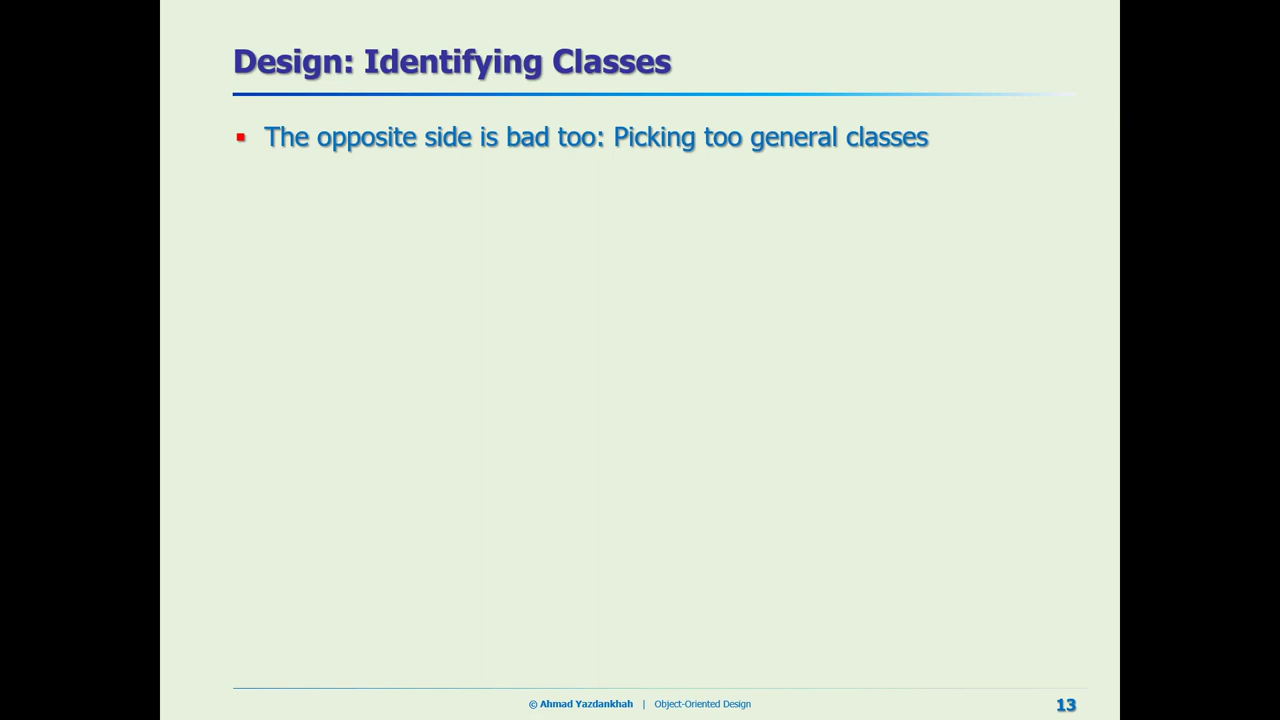 Design: Identifying Classes
▪ The opposite side is bad too: Picking too general classes
© Ahmad Yazdankhah | Object-Oriented Design
13